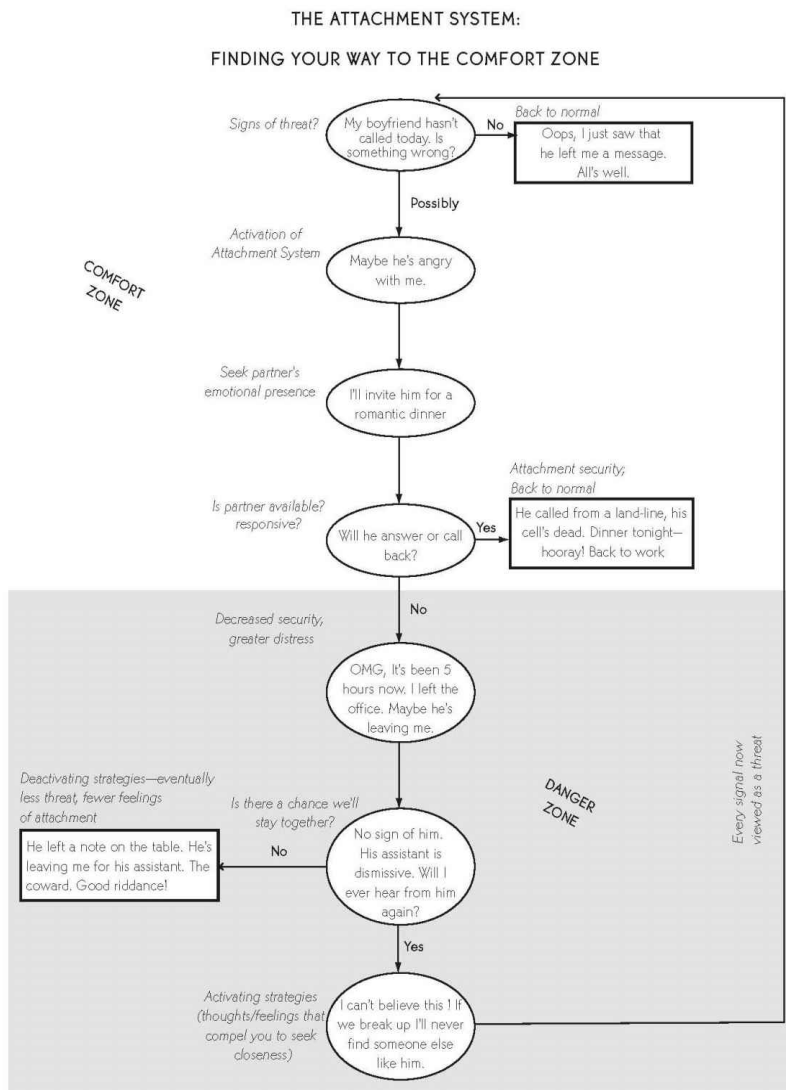 THE ATTACHMENT SYSTEM:
FINDING YOUR WAY TO THE COMFORT ZONE
Signs of threat?
My boyfriend hasn't
called today. Is
something wrong?
No
Back to normal
Oops, I just saw that
he left me a message.
All's well.
Possibly
Activation of
Attachment System
Maybe he's angry
with me.
COMFORT
ZONE
Seek partner's
emotional presence
I'll invite him for a
romantic dinner
Is partner available?
responsive?
Will he answer or call
back?
Yes
Attachment security;
Back to normal
He called from a land-line, his
cell's dead. Dinner tonight—
hooray! Back to work
No
Decreased security,
greater distress
OMG, It's been 5
hours now. I left the
office. Maybe he's
leaving me.
DANGER
ZONE
Every signal now
viewed as a threat
Is there a chance we'll
stay together?
No sign of him.
His assistant is
dismissive. Will I
ever hear from him
again?
No
Deactivating strategies—eventually
less threat, fewer feelings
of attachment
He left a note on the table. He's
leaving me for his assistant. The
coward. Good riddance!
Yes
Activating strategies
(thoughts/feelings that
compel you to seek
closeness)
I can't believe this ! If
we break up I'll never
find someone else
like him.